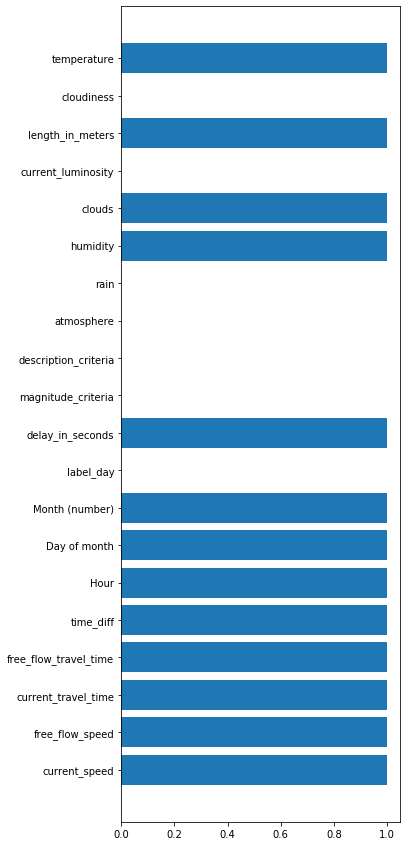 temperature
cloudiness
length_in_meters
current_luminosity
clouds
humidity
rain
atmosphere
description_criteria
magnitude_criteria
delay_in_seconds
label_day
Month (number)
Day of month
Hour
time_diff
free_flow_travel_time
current_travel_time
free_flow_speed
current_speed
0.0 0.2 0.4 0.6 0.8 1.0